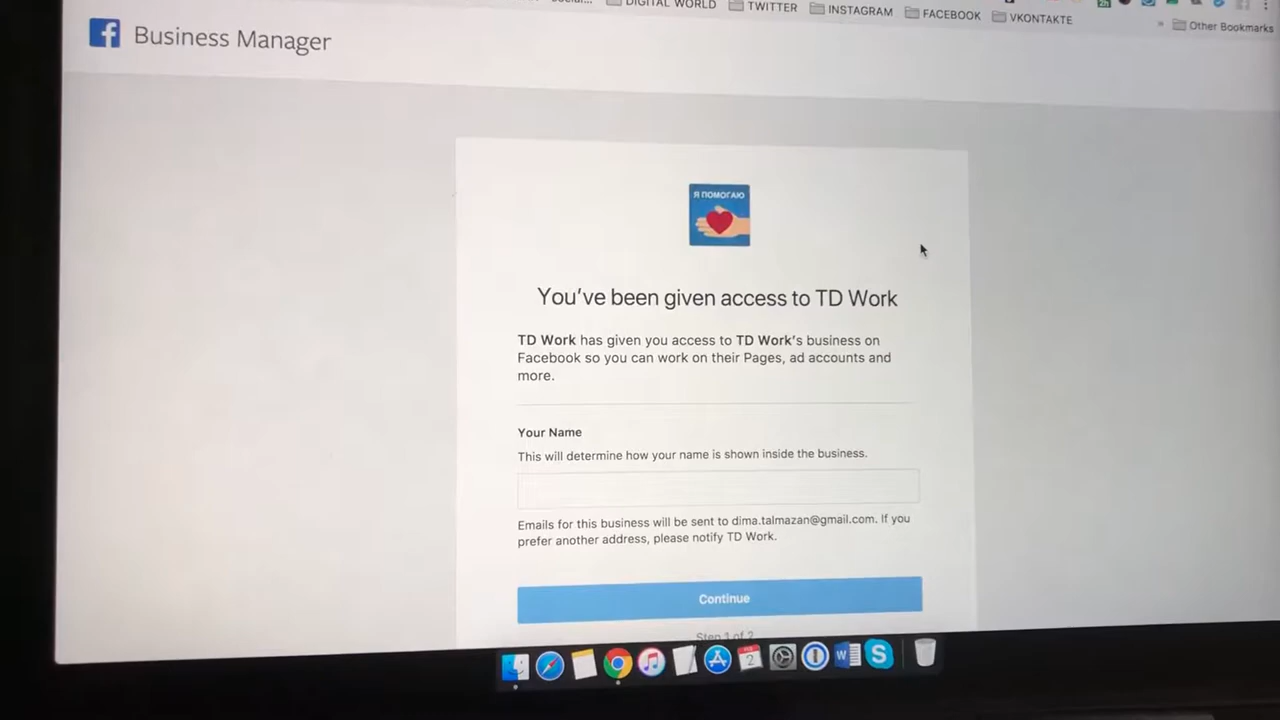 DIGITAL WORLD
TWITTER
INSTAGRAM
FACEBOOK
VKONTAKTE
Other Bookmarks
Business Manager
Я ПОМОГАЮ
You've been given access to TD Work
TD Work has given you access to TD Work's business on
Facebook so you can work on their Pages, ad accounts and
more.
Your Name
This will determine how your name is shown inside the business.
Emails for this business will be sent to dima.talmazan@gmail.com. If you
prefer another address, please notify TD Work.
Continue
Step 1 of 2
2
W
S